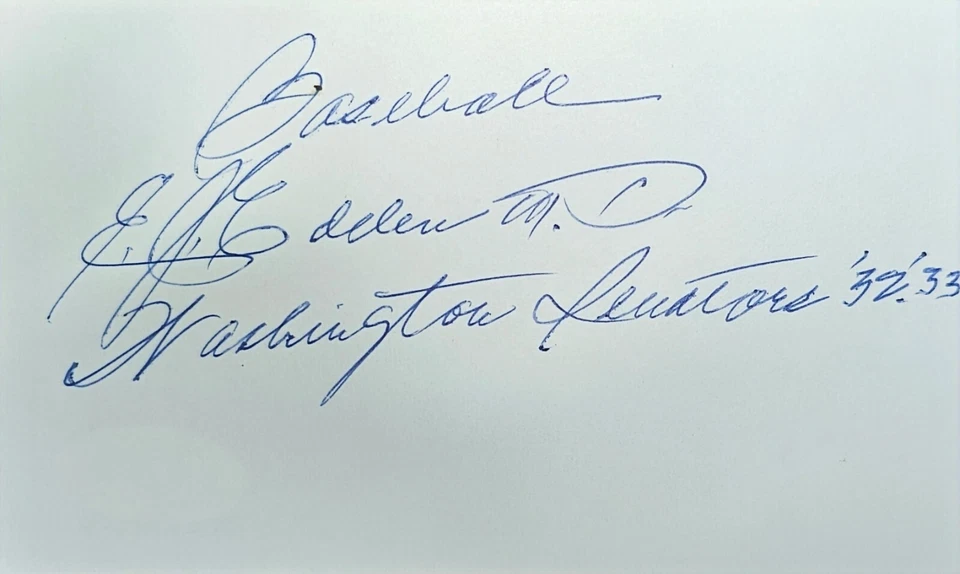 Baseball
E. J. Edelen M.D.
Washington Senators '32.'33